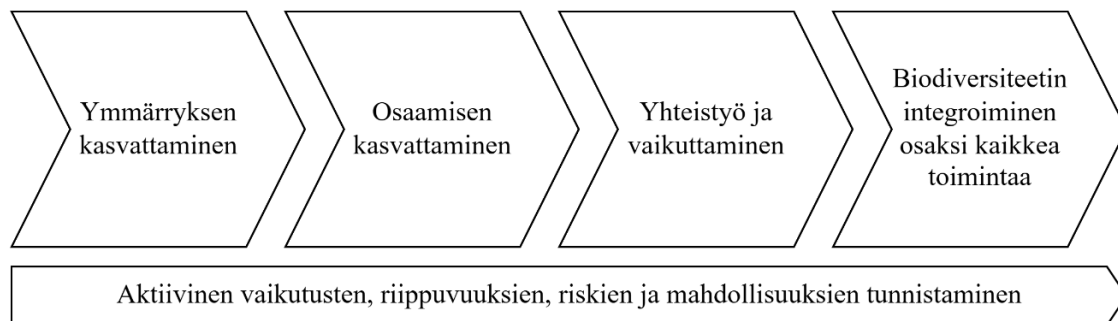 Ymmärryksen
kasvattaminen
Osaamisen
kasvattaminen
Yhteistyö ja
vaikuttaminen
Biodiversiteetin
integroiminen
osaksi kaikkea
toimintaa
Aktiivinen vaikutusten, riippuvuuksien, riskien ja mahdollisuuksien tunnistaminen